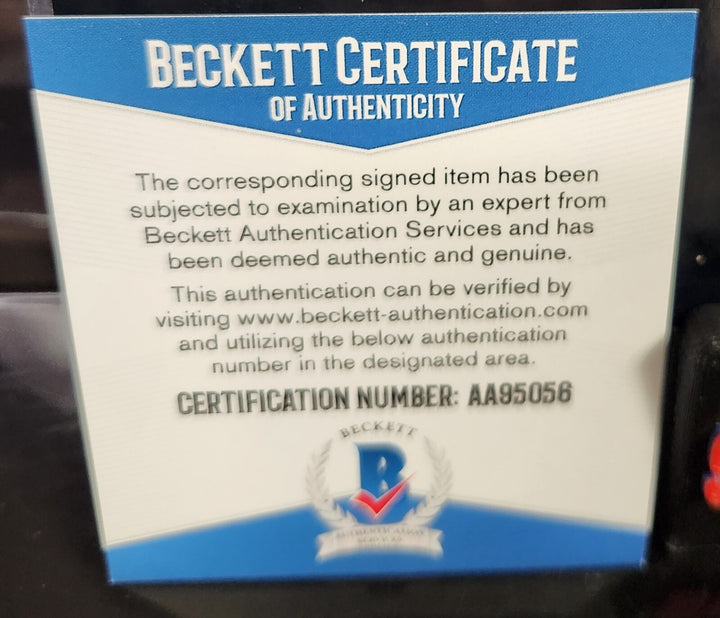 BECKETT CERTIFICATE
OF AUTHENTICITY
The corresponding signed item has been
subjected to examination by an expert from
Beckett Authentication Services and has
been deemed authentic and genuine.
This authentication can be verified by
visiting www.beckett-authentication.com
and utilizing the below authentication
number in the designated area.
CERTIFICATION NUMBER: AA95056
BECKETT
B
AUTHENTICATION
SERVICES